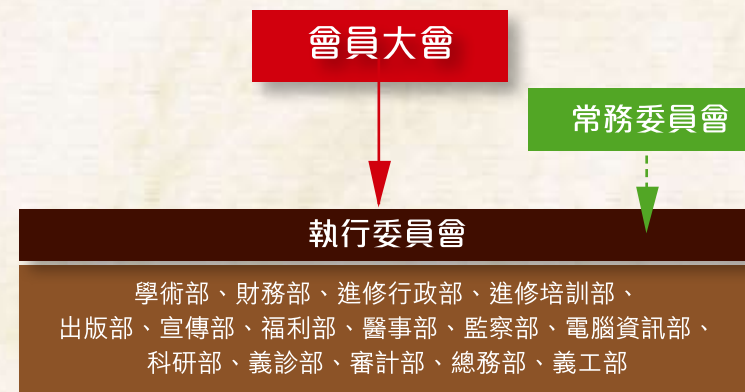 會員大會
常務委員會
執行委員會
學術部、財務部、進修行政部、進修培訓部、
出版部、宣傳部、福利部、醫事部、監察部、電腦資訊部、
科研部、義診部、審計部、總務部、義工部